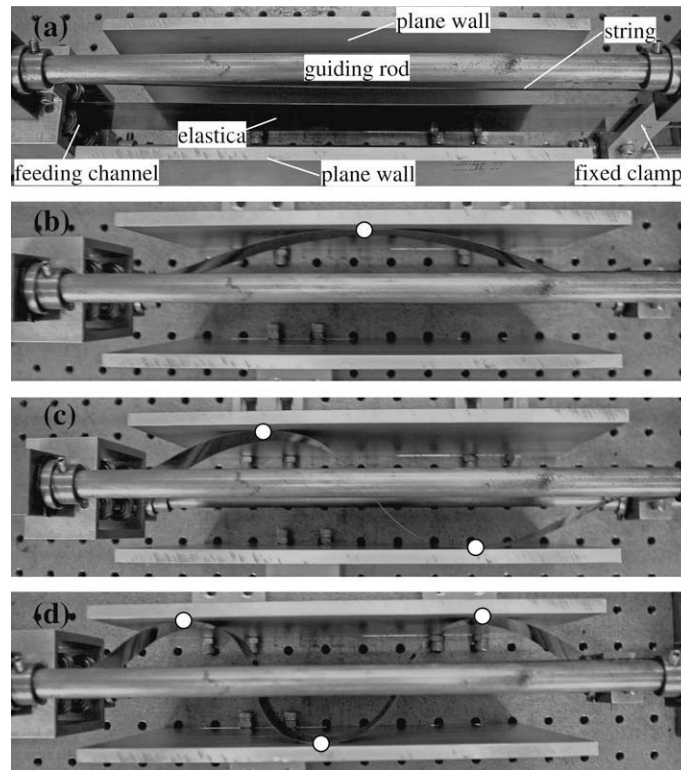 (a)
plane wall
string
guiding rod
elastica
feeding channel
plane wall
fixed clamp
(b)
(c)
(d)